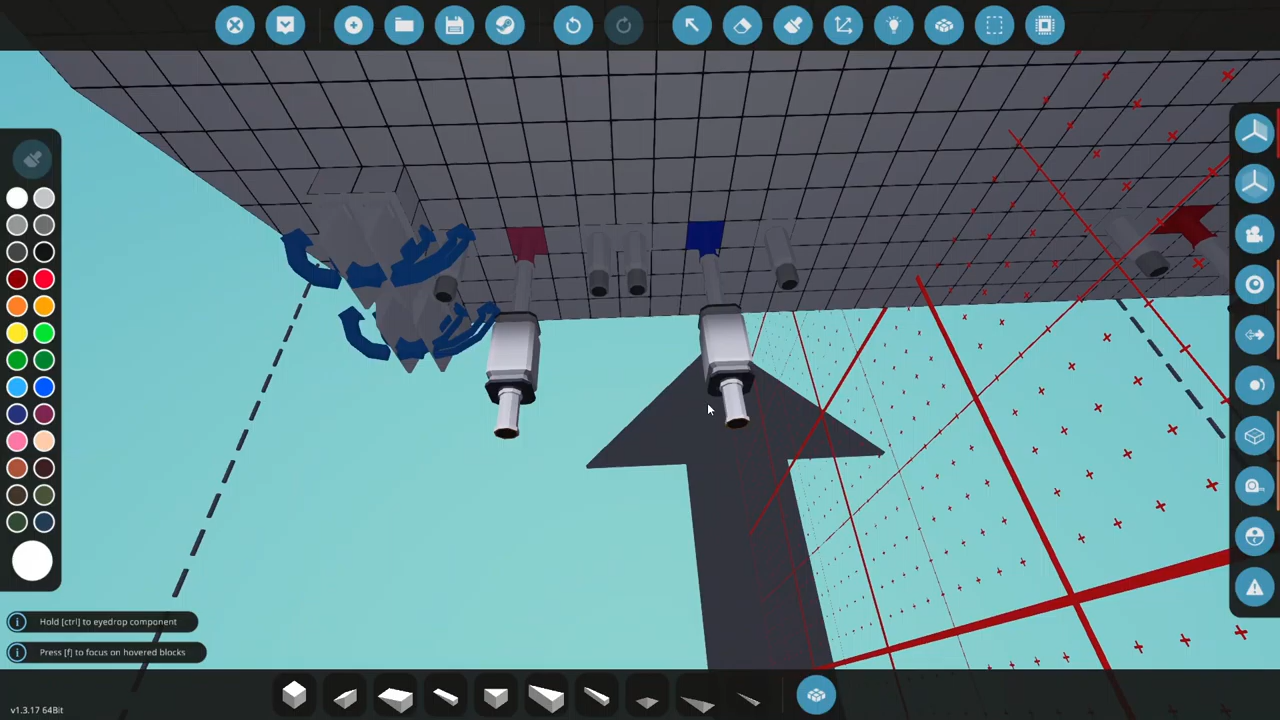 Hold [ctrl] to eyedrop component
Press [f] to focus on hovered blocks
v1.3.17 64Bit